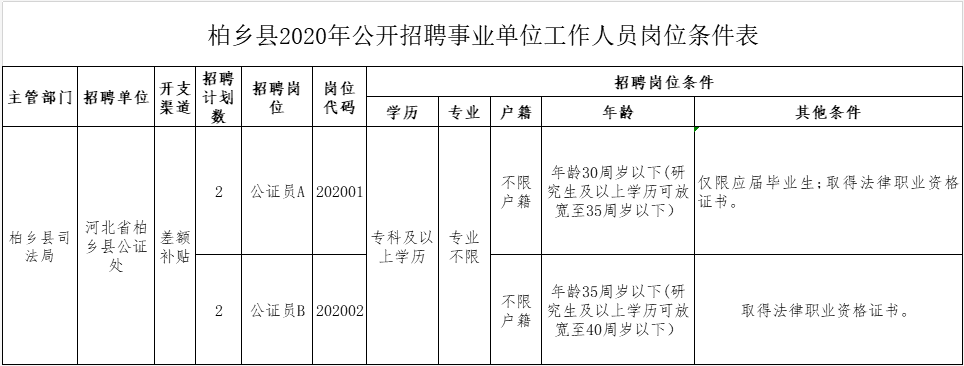 柏乡县2020年公开招聘事业单位工作人员岗位条件表
主管部门 招聘单位 开支渠道 招聘计划数 招聘岗位 岗位代码 招聘岗位条件
学历 专业 户籍 年龄 其他条件
柏乡县司法局
河北省柏乡县公证处
差额补贴
2 公证员A 202001
专科及以上学历
专业不限
不限户籍
年龄30周岁以下(研
究生及以上学历可放
宽至35周岁以下)
仅限应届毕业生;取得法律职业资格
证书。
2 公证员B 202002
不限户籍
年龄35周岁以下(研
究生及以上学历可放
宽至40周岁以下)
取得法律职业资格证书。